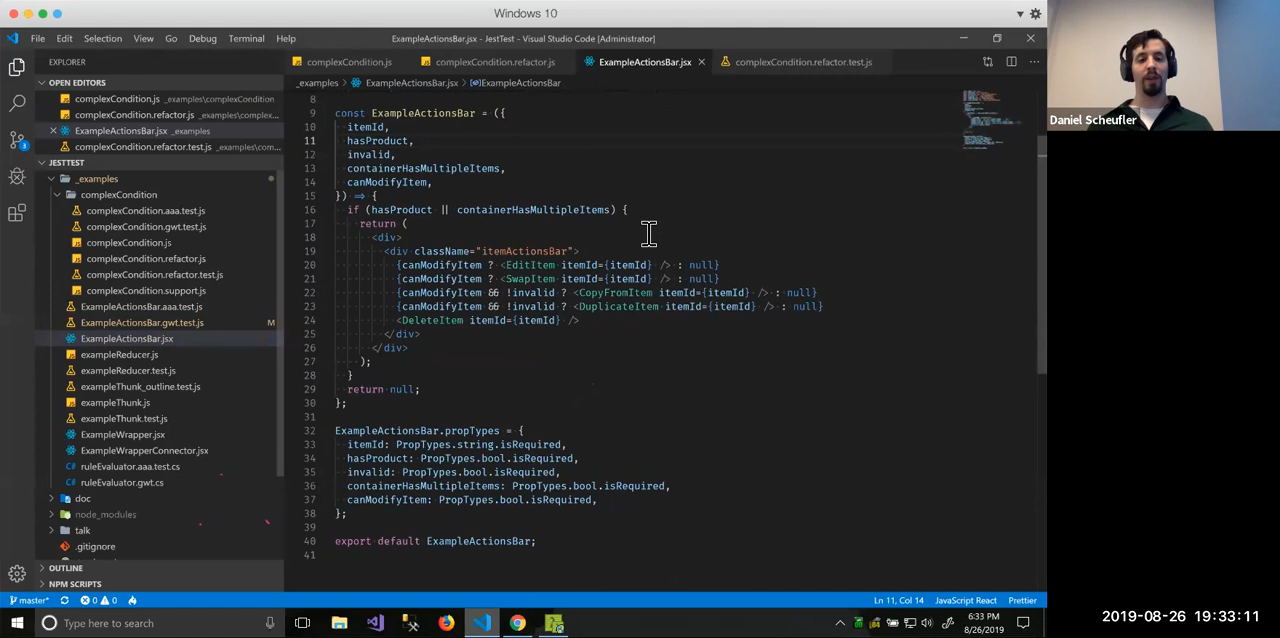 Windows 10
File Edit Selection View Go Debug Terminal Help
ExampleActionsBar.jsx - JestTest - Visual Studio Code [Administrator]
EXPLORER
complexCondition.js
complexCondition.refactor.js
ExampleActionsBar.jsx
complexCondition.refactor.test.js
OPEN EDITORS
complexCondition.js _examples\complexCondition
complexCondition.refactor.js _examples\complex...
ExampleActionsBar.jsx _examples
complexCondition.refactor.test.js _examples\com...
3
JESTTEST
_examples
complexCondition
complexCondition.aaa.test.js
complexCondition.gwt.test.js
complexCondition.js
complexCondition.refactor.js
complexCondition.refactor.test.js
complexCondition.support.js
ExampleActionsBar.aaa.test.js
ExampleActionsBar.gwt.test.js M
ExampleActionsBar.jsx
exampleReducer.js
exampleReducer.test.js
exampleThunk_outline.test.js
exampleThunk.js
exampleThunk.test.js
ExampleWrapper.jsx
ExampleWrapperConnector.jsx
ruleEvaluator.aaa.test.cs
ruleEvaluator.gwt.cs
doc
node_modules
talk
.gitignore
OUTLINE
NPM SCRIPTS
_examples > ExampleActionsBar.jsx > ExampleActionsBar
8
9 const ExampleActionsBar = ({
10 itemId,
11 hasProduct,
12 invalid,
13 containerHasMultipleItems,
14 canModifyItem,
15 }) => {
16 if (hasProduct || containerHasMultipleItems) {
17 return (
18 <div>
19 <div className="itemActionsBar">
20 {canModifyItem ? <EditItem itemId={itemId} /> : null}
21 {canModifyItem ? <SwapItem itemId={itemId} /> : null}
22 {canModifyItem && !invalid ? <CopyFromItem itemId={itemId} /> : null}
23 {canModifyItem && !invalid ? <DuplicateItem itemId={itemId} /> : null}
24 <DeleteItem itemId={itemId} />
25 </div>
26 </div>
27 );
28 }
29 return null;
30 };
31
32 ExampleActionsBar.propTypes = {
33 itemId: PropTypes.string.isRequired,
34 hasProduct: PropTypes.bool.isRequired,
35 invalid: PropTypes.bool.isRequired,
36 containerHasMultipleItems: PropTypes.bool.isRequired,
37 canModifyItem: PropTypes.bool.isRequired,
38 };
39
40 export default ExampleActionsBar;
41
master* 0 0
Ln 11, Col 14 JavaScript React Prettier
Type here to search
6:33 PM
8/26/2019
Daniel Scheufler
2019-08-26 19:33:11